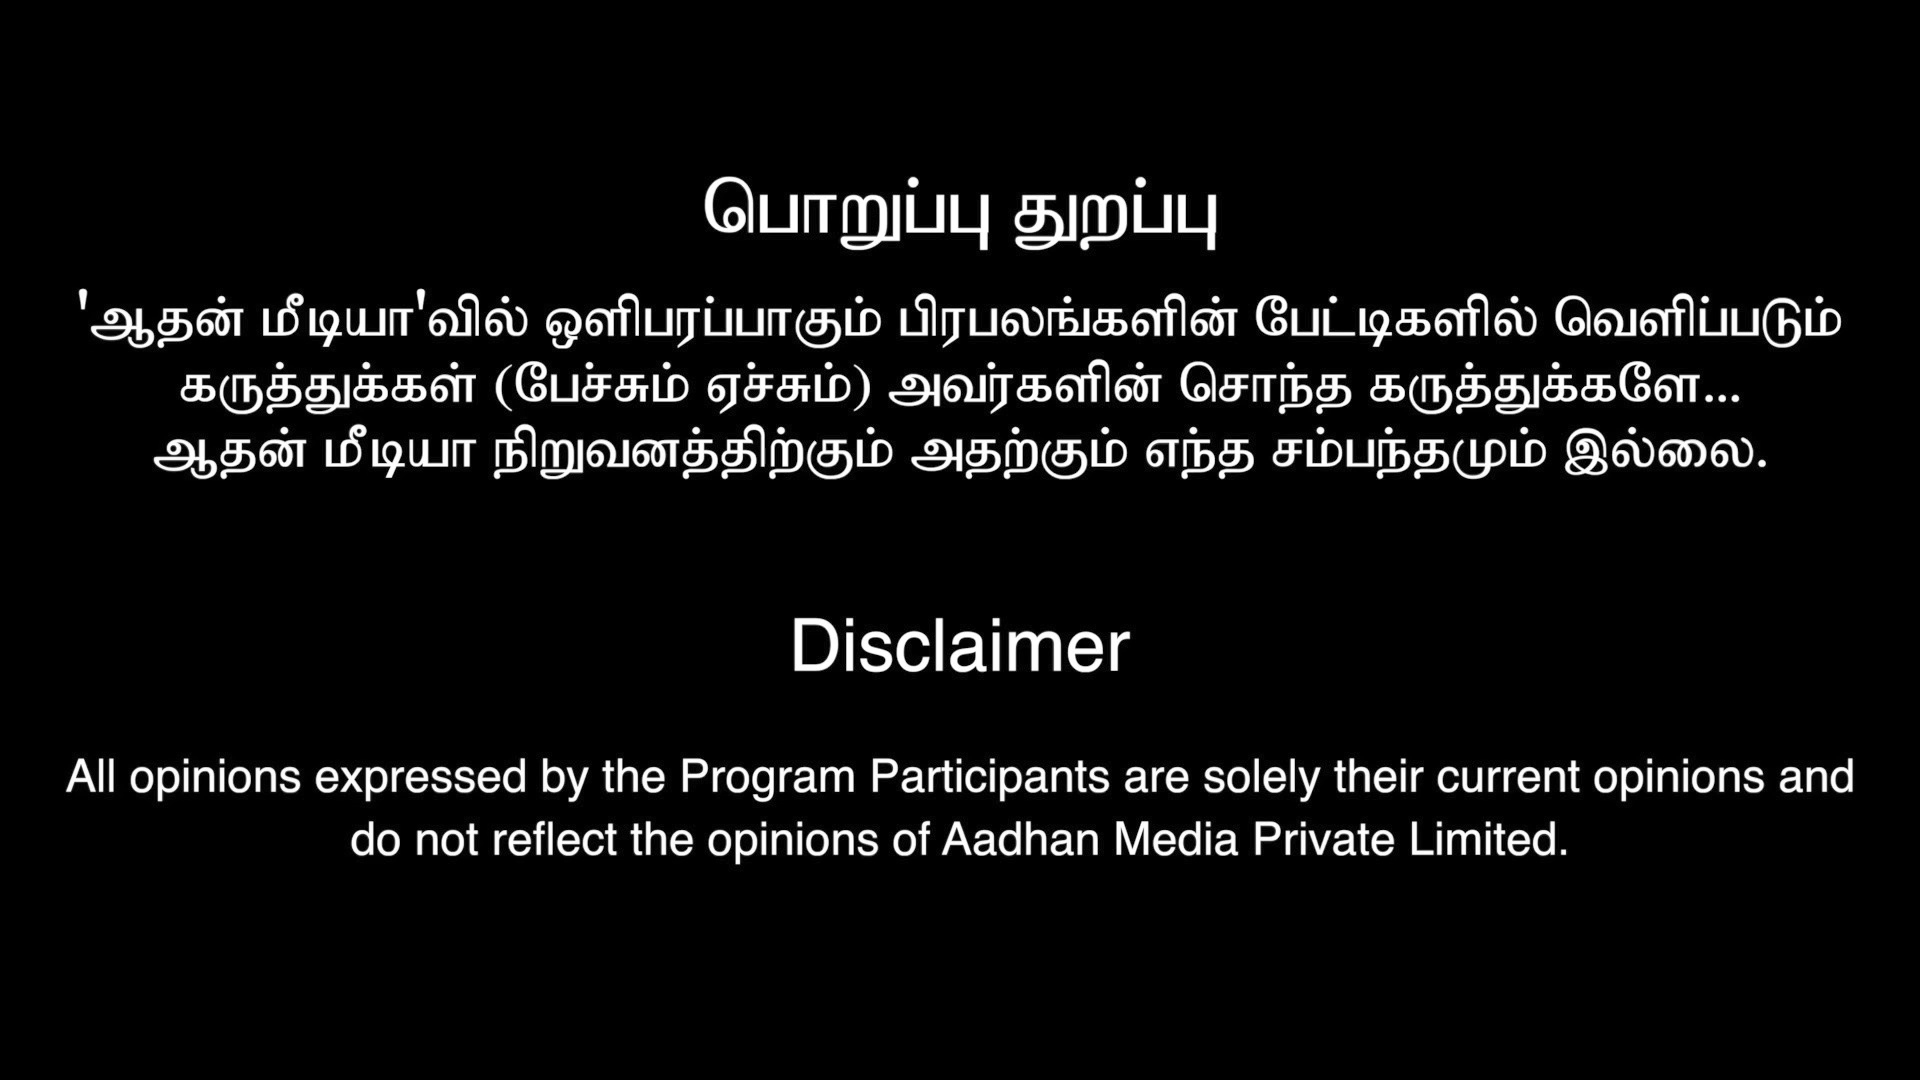 பொறுப்பு துறப்பு
'ஆதன் மீடியா'வில் ஒளிபரப்பாகும் பிரபலங்களின் பேட்டிகளில் வெளிப்படும்
கருத்துக்கள் (பேச்சும் ஏச்சும்) அவர்களின் சொந்த கருத்துக்களே...
ஆதன் மீடியா நிறுவனத்திற்கும் அதற்கும் எந்த சம்பந்தமும் இல்லை.
Disclaimer
All opinions expressed by the Program Participants are solely their current opinions and
do not reflect the opinions of Aadhan Media Private Limited.